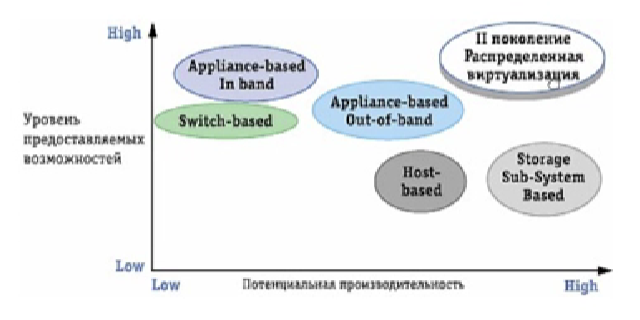 High
II поколение
Распределенная
виртуализация
Appliance-based
In band
Appliance-based
Out-of-band
Switch-based
Уровень
предоставляемых
возможностей
Host-
based
Storage
Sub-System
Based
Low
Low
Потенциальная производительность
High